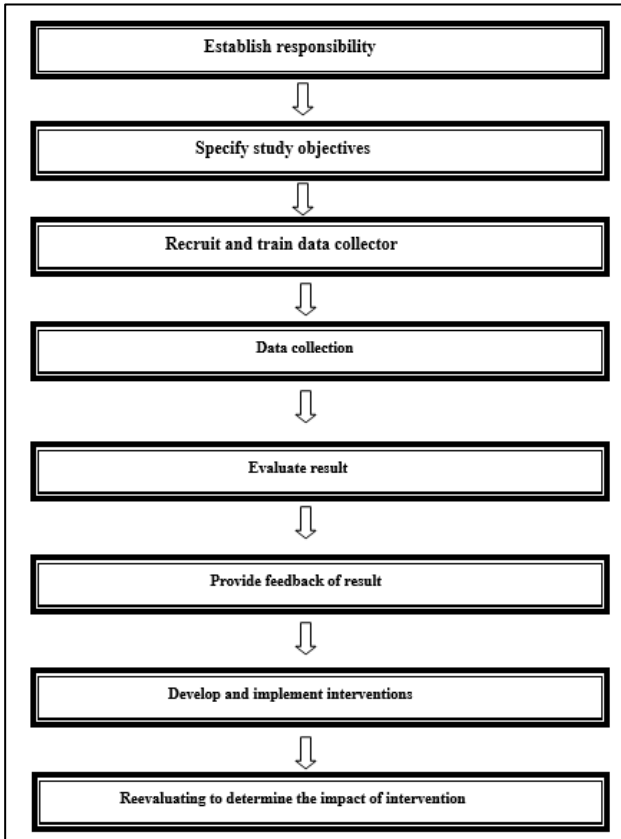 Establish responsibility
Specify study objectives
Recruit and train data collector
Data collection
Evaluate result
Provide feedback of result
Develop and implement interventions
Reevaluating to determine the impact of intervention